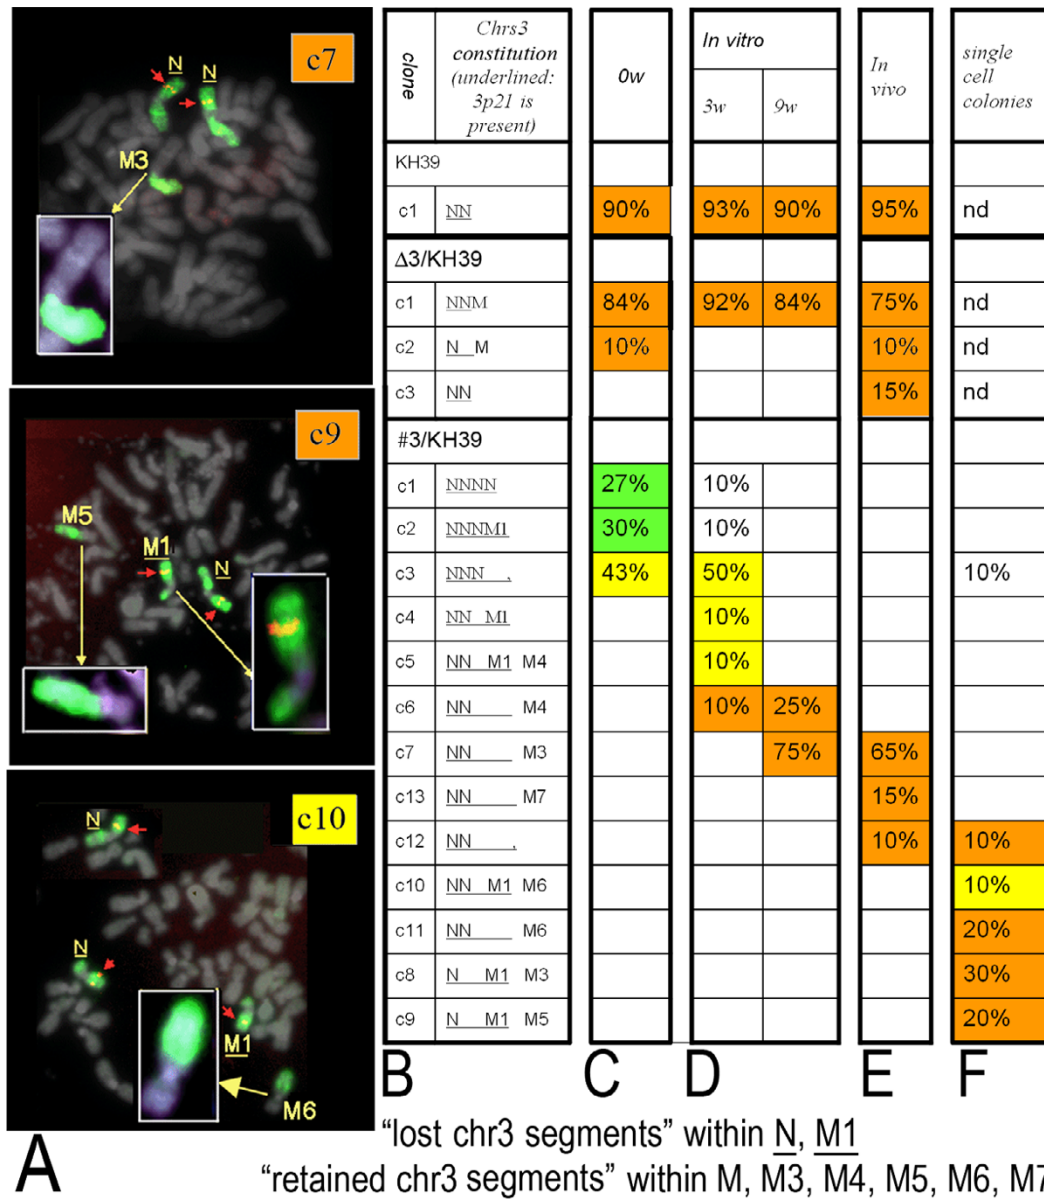 c7
N N
M3
c9
M5
M1
N
c10
N
N
M1
M6
A
clone Chrs3 constitution (underlined: 3p21 is present) 0w In vitro In vivo single cell colonies
3w 9w
KH39
c1 NN 90% 93% 90% 95% nd
Δ3/KH39
c1 NNM 84% 92% 84% 75% nd
c2 N M 10% 10% nd
c3 NN 15% nd
#3/KH39
c1 NNNN 27% 10%
c2 NNNM1 30% 10%
c3 NNN , 43% 50% 10%
c4 NN M1 10%
c5 NN M1 M4 10%
c6 NN M4 10% 25%
c7 NN M3 75% 65%
c13 NN M7 15%
c12 NN , 10% 10%
c10 NN M1 M6 10%
c11 NN M6 20%
c8 N M1 M3 30%
c9 N M1 M5 20%
B C D E F
"lost chr3 segments" within N, M1
"retained chr3 segments" within M, M3, M4, M5, M6, M7